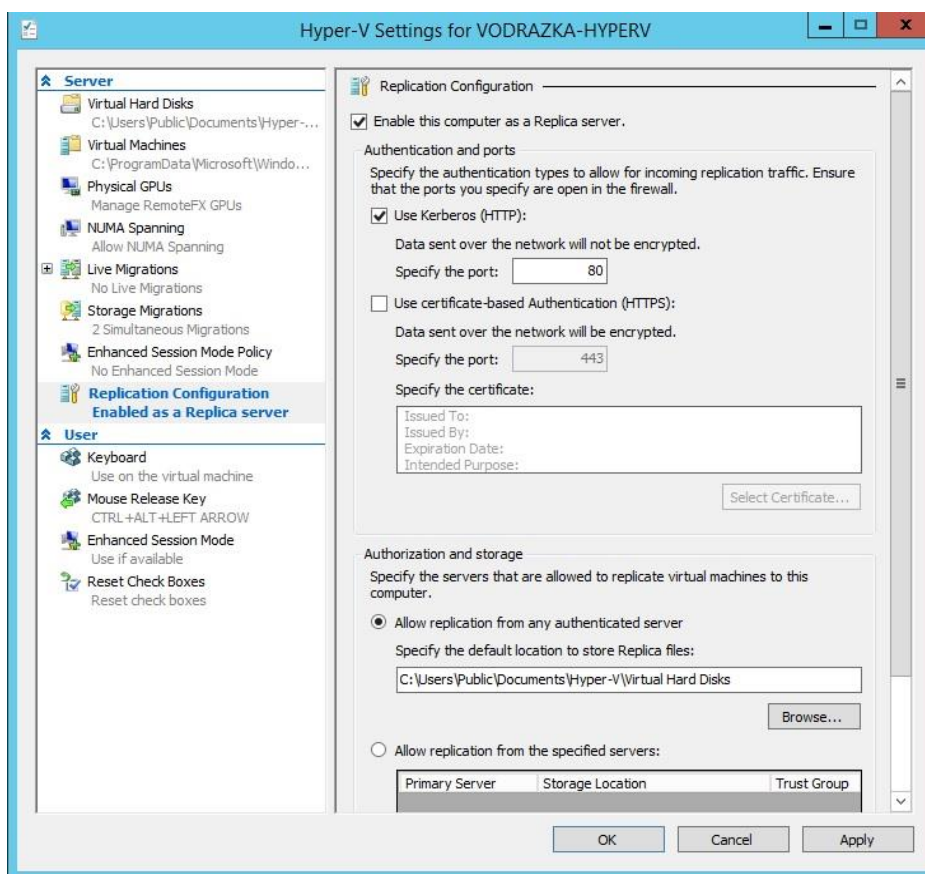 Hyper-V Settings for VODRAZKA-HYPERV
Server
Virtual Hard Disks
C:\Users\Public\Documents\Hyper-...
Virtual Machines
C:\ProgramData\Microsoft\Windo...
Physical GPUs
Manage RemoteFX GPUs
NUMA Spanning
Allow NUMA Spanning
Live Migrations
No Live Migrations
Storage Migrations
2 Simultaneous Migrations
Enhanced Session Mode Policy
No Enhanced Session Mode
Replication Configuration
Enabled as a Replica server
User
Keyboard
Use on the virtual machine
Mouse Release Key
CTRL+ALT+LEFT ARROW
Enhanced Session Mode
Use if available
Reset Check Boxes
Reset check boxes
Replication Configuration
Enable this computer as a Replica server.
Authentication and ports
Specify the authentication types to allow for incoming replication traffic. Ensure
that the ports you specify are open in the firewall.
Use Kerberos (HTTP):
Data sent over the network will not be encrypted.
Specify the port: 80
Use certificate-based Authentication (HTTPS):
Data sent over the network will be encrypted.
Specify the port: 443
Specify the certificate:
Issued To:
Issued By:
Expiration Date:
Intended Purpose:
Select Certificate...
Authorization and storage
Specify the servers that are allowed to replicate virtual machines to this
computer.
Allow replication from any authenticated server
Specify the default location to store Replica files:
C:\Users\Public\Documents\Hyper-V\Virtual Hard Disks
Browse...
Allow replication from the specified servers:
Primary Server Storage Location Trust Group
OK Cancel Apply